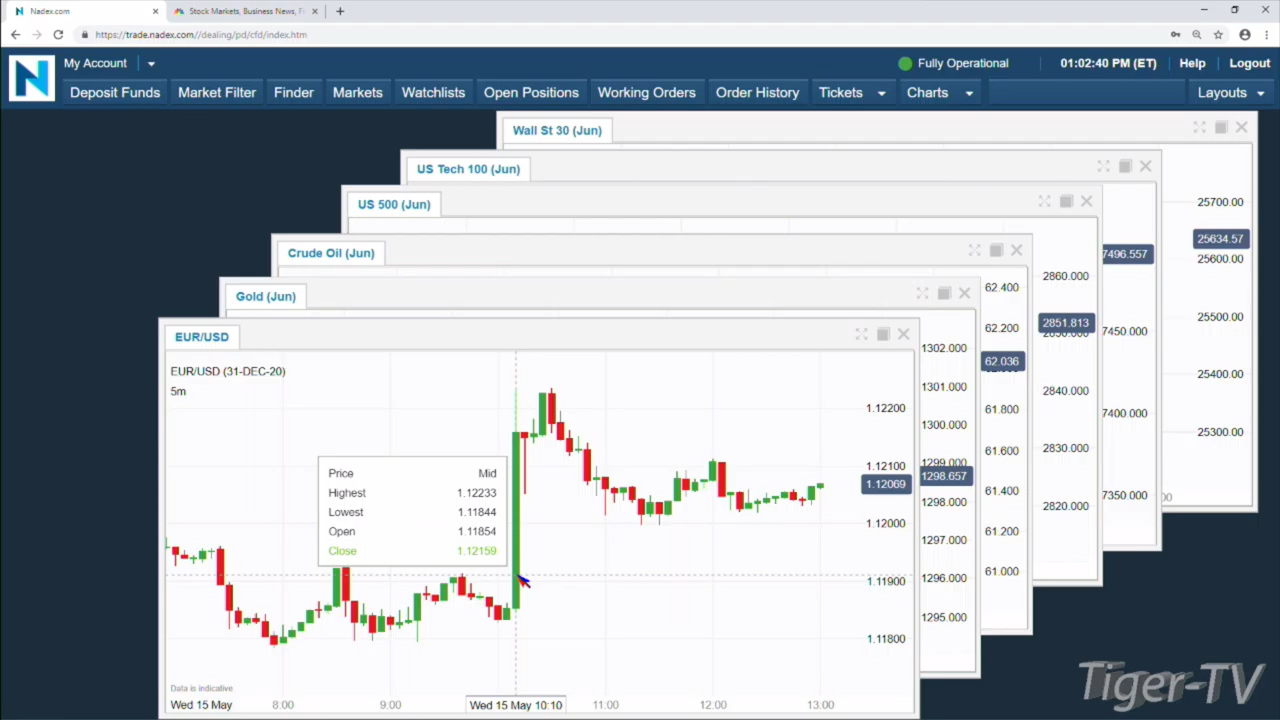 Nadex.com
Stock Markets, Business News, F
https://trade.nadex.com//dealing/pd/cfd/index.htm
N
My Account
Fully Operational
01:02:40 PM (ET)
Help
Logout
Deposit Funds
Market Filter
Finder
Markets
Watchlists
Open Positions
Working Orders
Order History
Tickets
Charts
Layouts
Wall St 30 (Jun)
25700.00
25634.57
25600.00
25500.00
25400.00
25300.00
US Tech 100 (Jun)
7496.557
7450.000
7400.000
7350.000
US 500 (Jun)
2860.000
2851.813
2840.000
2830.000
2820.000
Crude Oil (Jun)
62.400
62.200
62.036
61.800
61.600
61.400
61.200
61.000
Gold (Jun)
1302.000
1301.000
1300.000
1299.000
1298.657
1298.000
1297.000
1296.000
1295.000
EUR/USD
EUR/USD (31-DEC-20)
5m
Price Mid
Highest 1.12233
Lowest 1.11844
Open 1.11854
Close 1.12159
1.12200
1.12100
1.12069
1.12000
1.11900
1.11800
Data is indicative
Wed 15 May 8:00 9:00 Wed 15 May 10:10 11:00 12:00 13:00
Tiger-TV